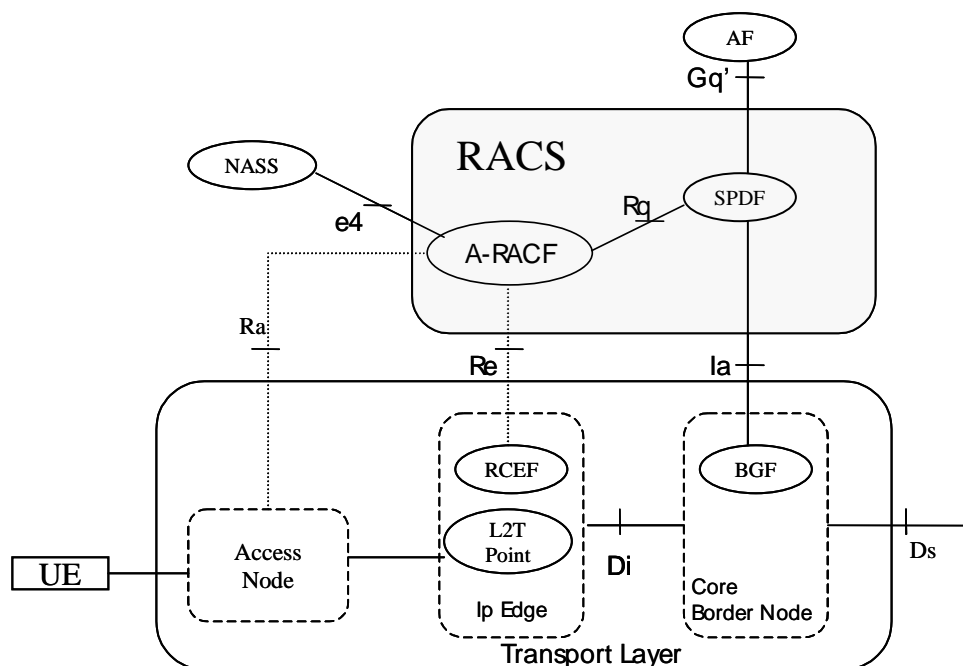 AF
Gq’
RACS
NASS
SPDF
Rq
e4
A-RACF
Ra
Re
Ia
RCEF
BGF
L2T
Point
Access
Node
UE
Di
Ds
Core
Border Node
Ip Edge
Transport Layer